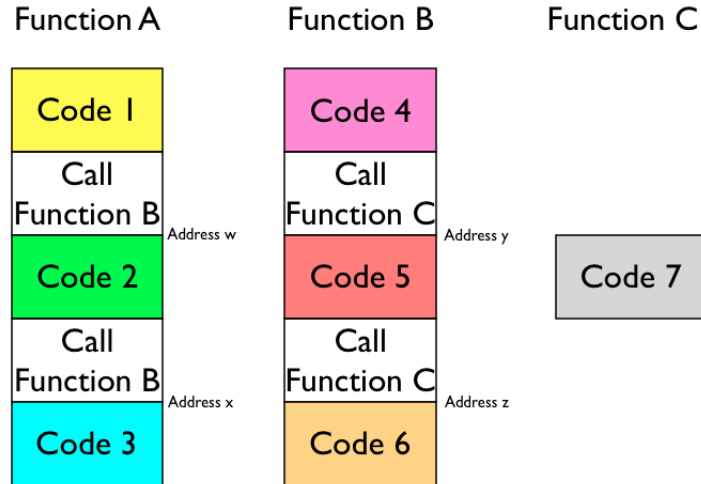 Function A
Function B
Function C
Code 1
Code 4
Call
Function B
Call
Function C
Address w
Address y
Code 2
Code 5
Code 7
Call
Function B
Call
Function C
Address x
Address z
Code 3
Code 6